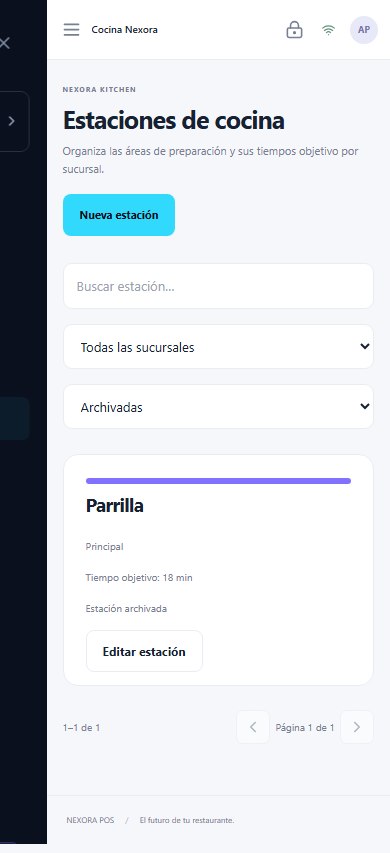 Cocina Nexora
AP
NEXORA KITCHEN
Estaciones de cocina
Organiza las áreas de preparación y sus tiempos objetivo por
sucursal.
Nueva estación
Buscar estación...
Todas las sucursales
Archivadas
Parrilla
Principal
Tiempo objetivo: 18 min
Estación archivada
Editar estación
1–1 de 1
Página 1 de 1
NEXORA POS / El futuro de tu restaurante.